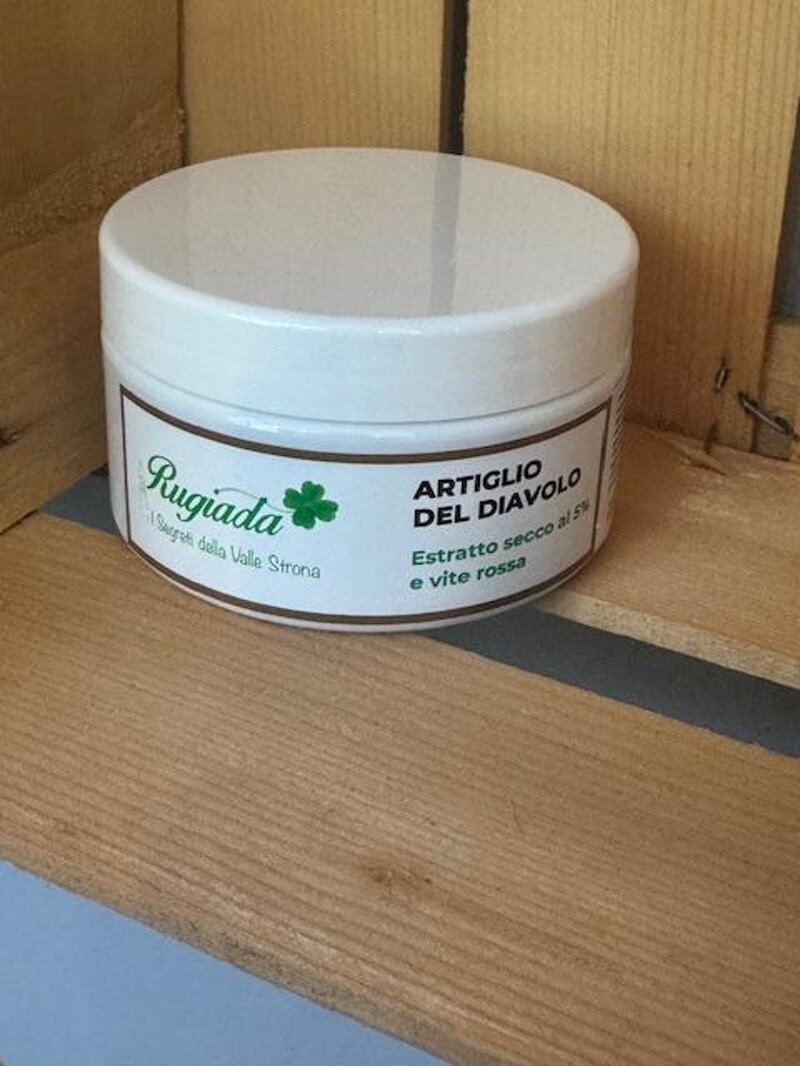 Rugiada
I Segreti della Valle Strona
ARTIGLIO
DEL DIAVOLO
Estratto secco al 5%
e vite rossa